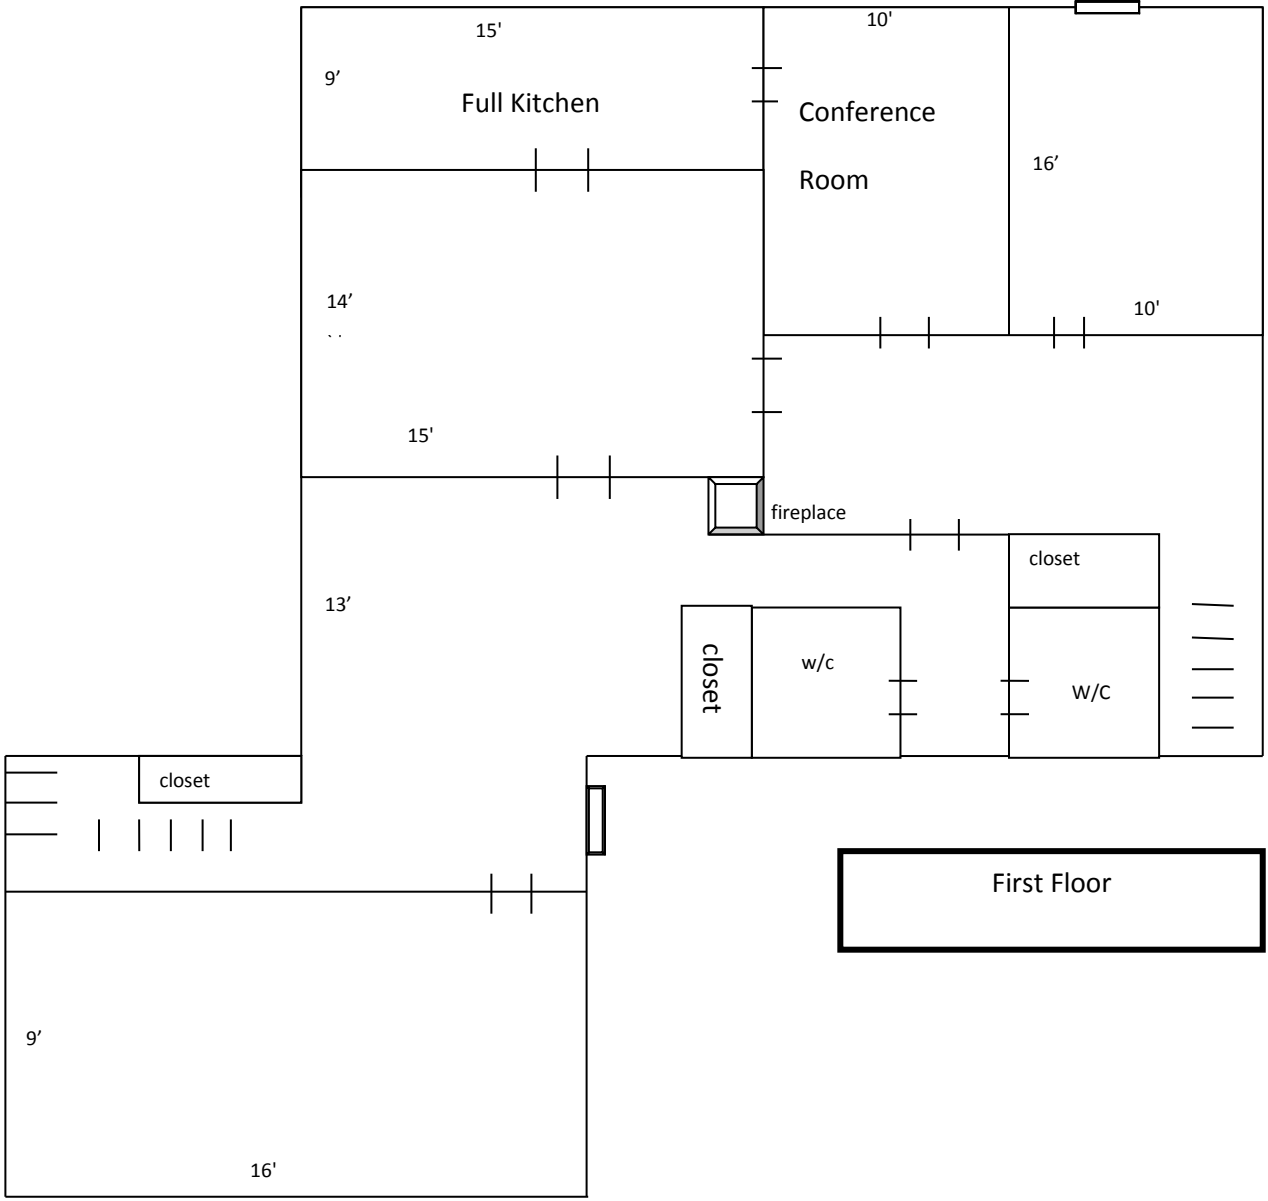 15'
10'
9’
Full Kitchen
Conference
Room
16’
14’
10'
15'
fireplace
closet
13’
closet
w/c
W/C
closet
First Floor
9’
16'